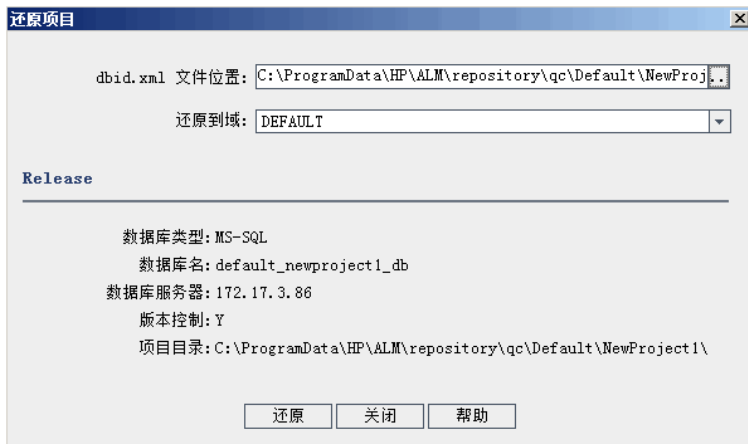 还原项目
dbid.xml 文件位置: C:\ProgramData\HP\ALM\repository\qc\Default\NewProj..
还原到域: DEFAULT
Release
数据库类型: MS-SQL
数据库名: default_newproject1_db
数据库服务器: 172.17.3.86
版本控制: Y
项目目录: C:\ProgramData\HP\ALM\repository\qc\Default\NewProject1\
还原 关闭 帮助